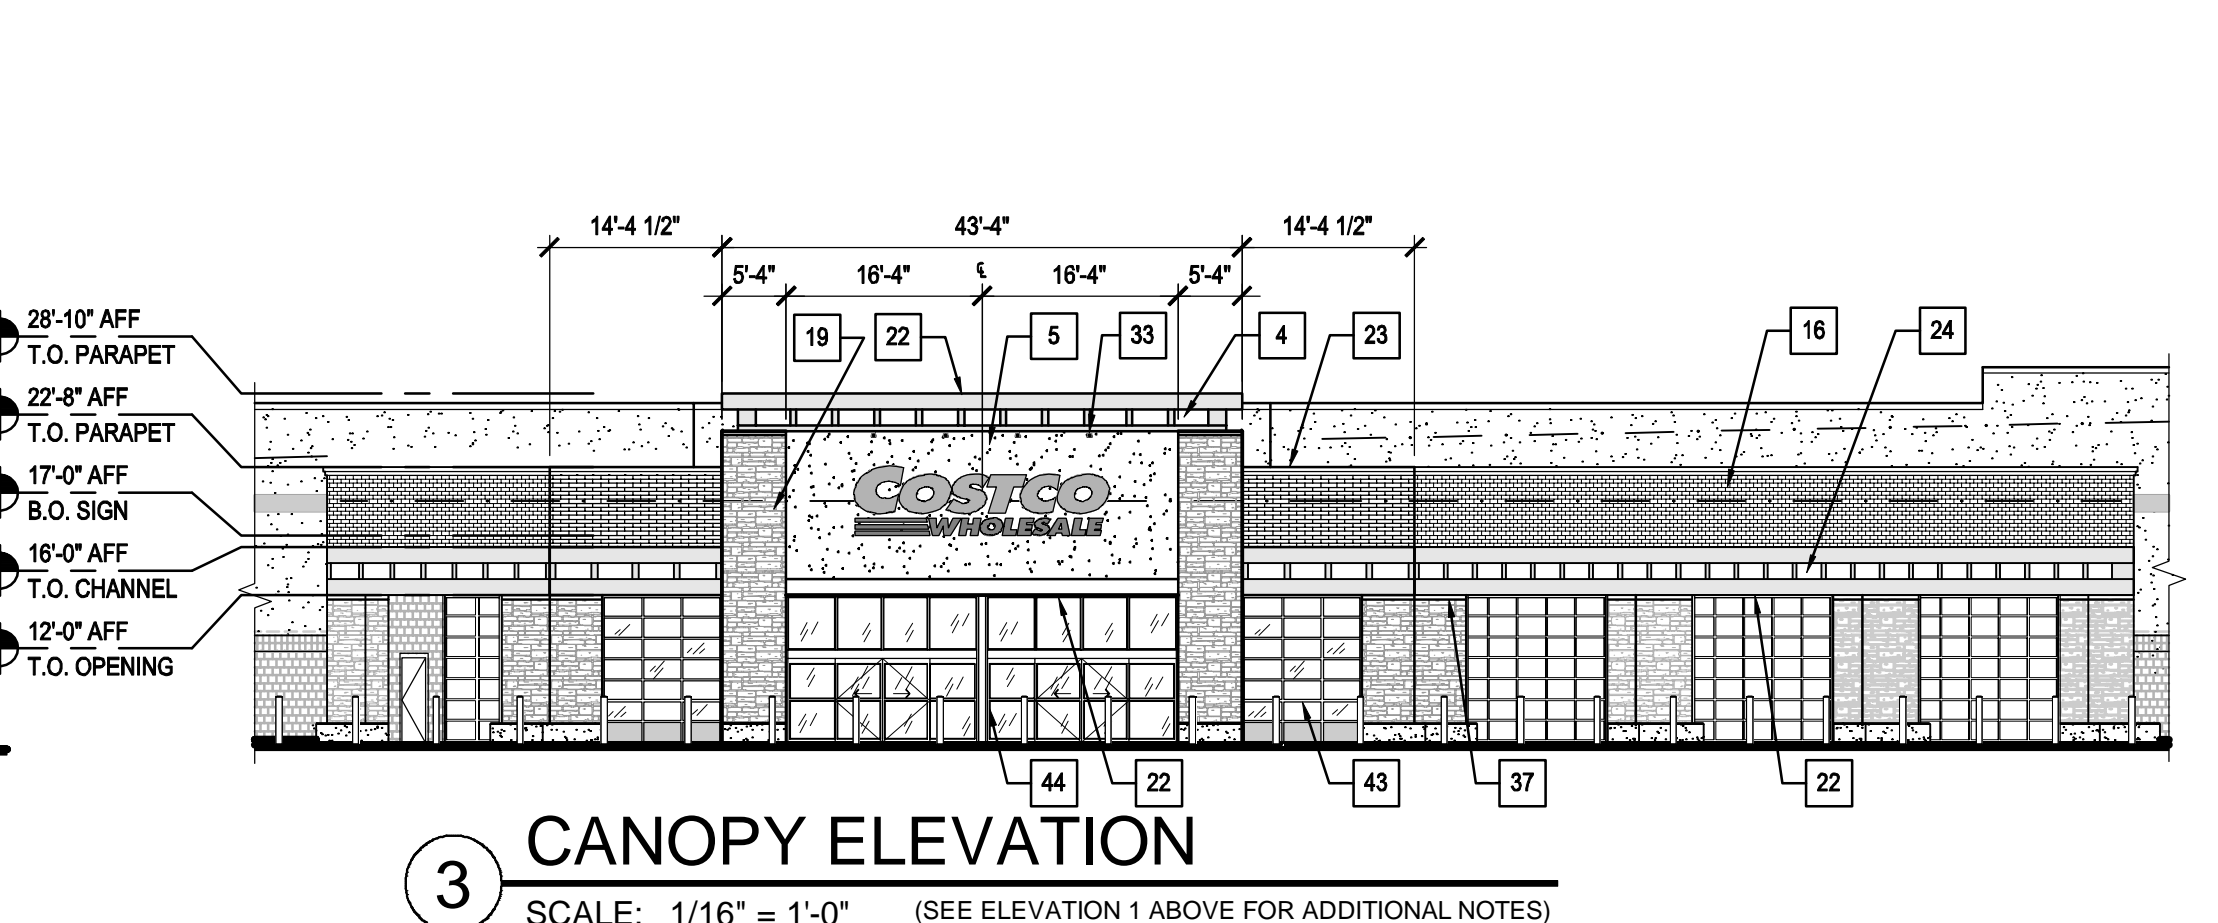 14'-4 1/2" 43'-4" 14'-4 1/2"
5'-4" 16'-4" ℄ 16'-4" 5'-4"
28'-10" AFF
T.O. PARAPET
22'-8" AFF
T.O. PARAPET
17'-0" AFF
B.O. SIGN
16'-0" AFF
T.O. CHANNEL
12'-0" AFF
T.O. OPENING
19 22 5 33 4 23 16 24
COSTCO
WHOLESALE
44 22 43 37 22
3 CANOPY ELEVATION
SCALE: 1/16" = 1'-0" (SEE ELEVATION 1 ABOVE FOR ADDITIONAL NOTES)